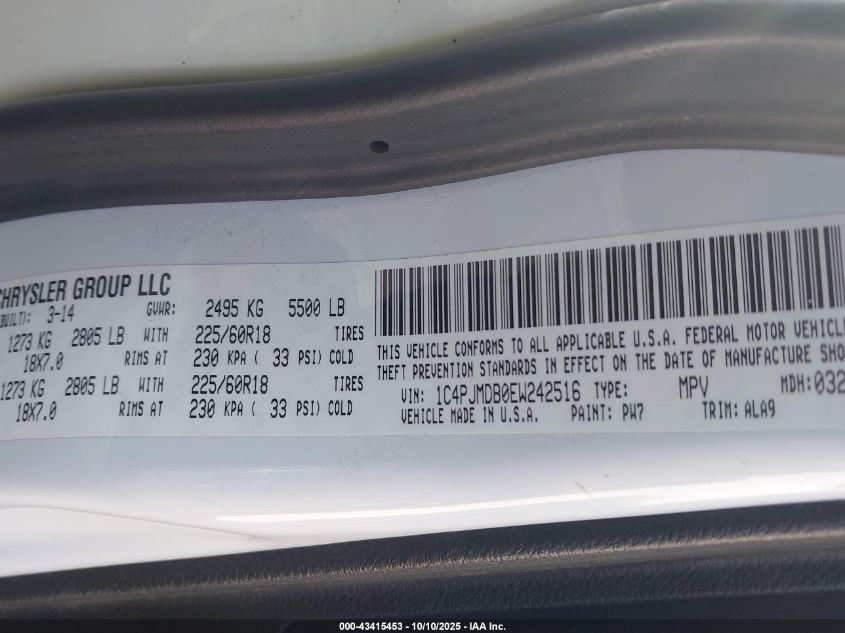 CHRYSLER GROUP LLC
BUILT): 3-14 GVWR: 2495 KG 5500 LB
1273 KG 2805 LB WITH 225/60R18 TIRES
18X7.0 RIMS AT 230 KPA ( 33 PSI) COLD
1273 KG 2805 LB WITH 225/60R18 TIRES
18X7.0 RIMS AT 230 KPA ( 33 PSI) COLD
THIS VEHICLE CONFORMS TO ALL APPLICABLE U.S.A. FEDERAL MOTOR VEHICLE
THEFT PREVENTION STANDARDS IN EFFECT ON THE DATE OF MANUFACTURE SHO
VIN: 1C4PJMDB0EW242516 TYPE: MPV MDH:032
VEHICLE MADE IN U.S.A. PAINT: PW7 TRIM: ALA9
000-43415453 - 10/10/2025 - IAA Inc.